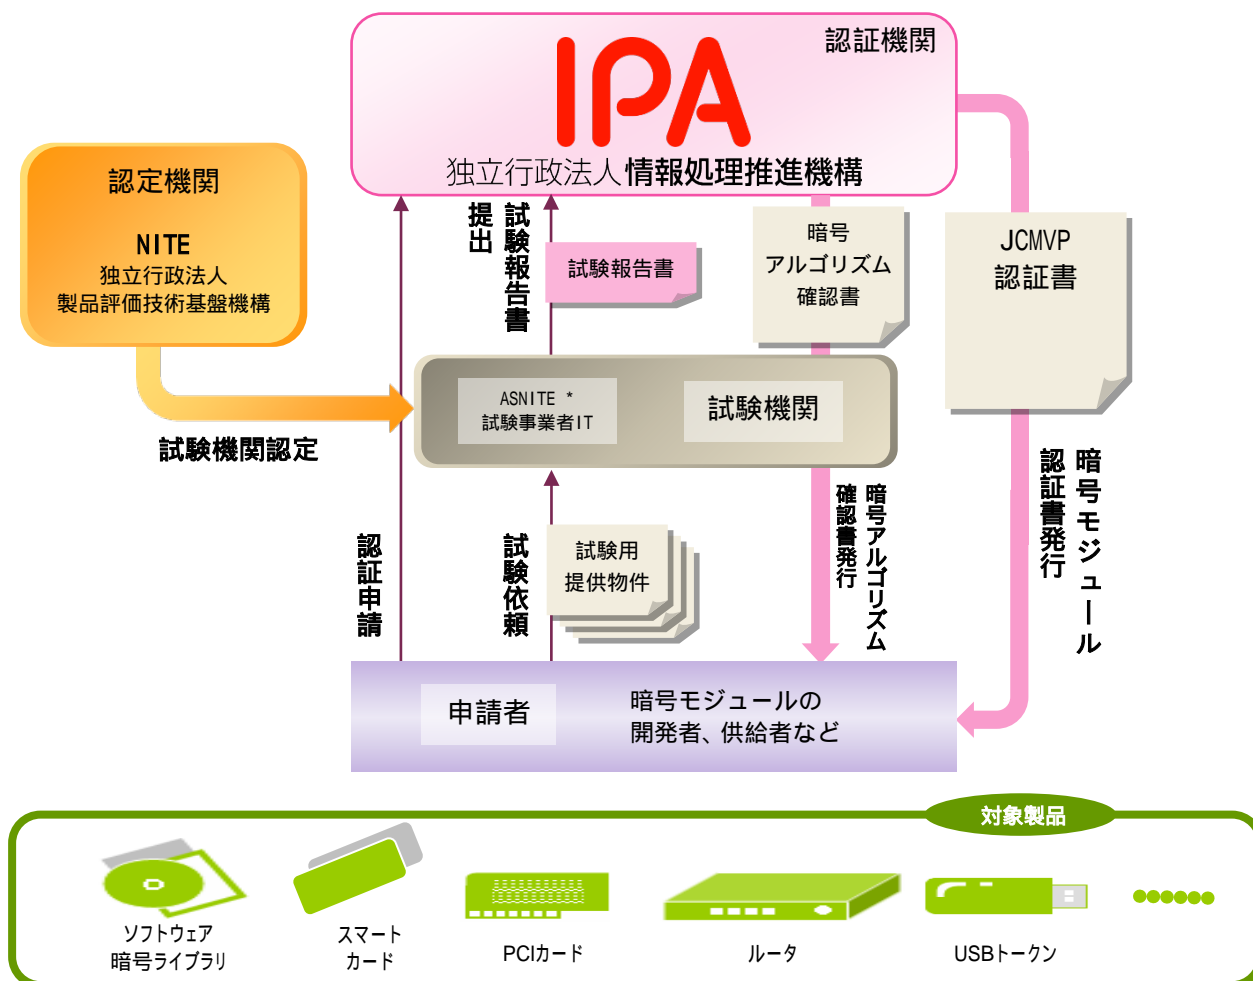 認証機関
IPA
独立行政法人情報処理推進機構
認定機関
NITE
独立行政法人
製品評価技術基盤機構
試験機関認定
試験報告書
提出
試験報告書
暗号
アルゴリズム
確認書
JCMVP
認証書
ASNITE *
試験事業者IT
試験機関
認証申請
試験依頼
試験用
提供物件
暗号アルゴリズム
確認書発行
暗号モジュール
認証書発行
申請者
暗号モジュールの
開発者、供給者など
対象製品
ソフトウェア
暗号ライブラリ
スマート
カード
PCIカード
ルータ
USBトークン